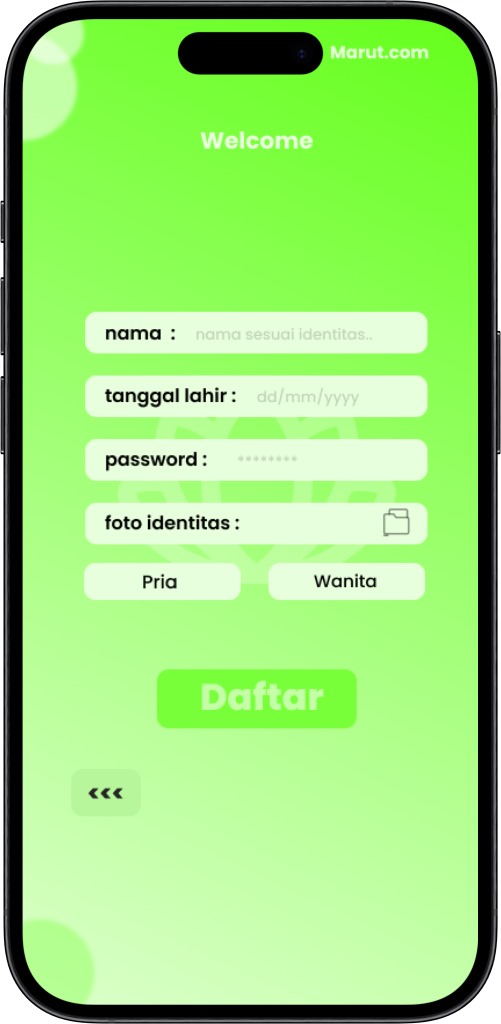 Marut.com
Welcome
nama : nama sesuai identitas..
tanggal lahir : dd/mm/yyyy
password : ********
foto identitas :
Pria Wanita
Daftar
<<<